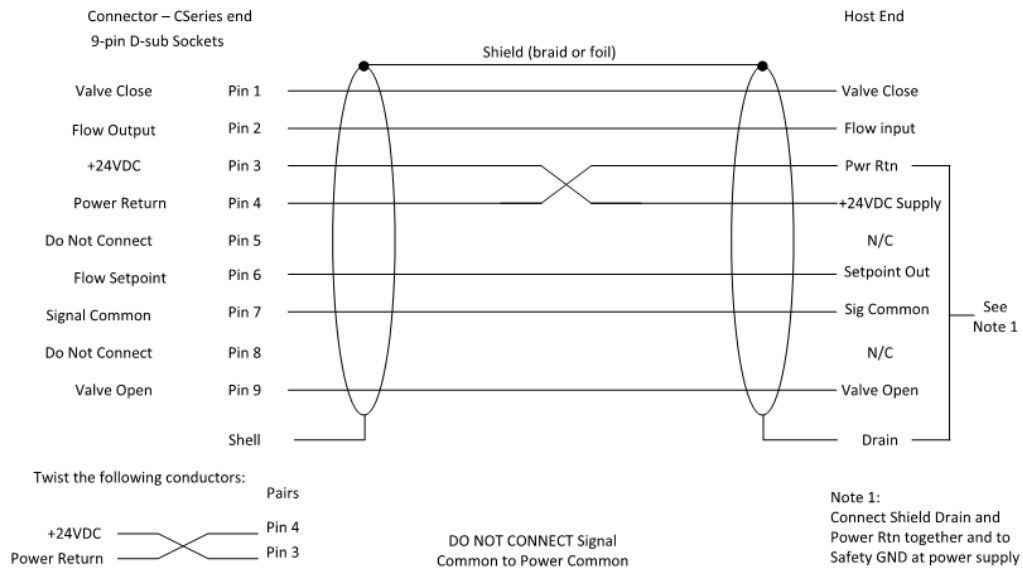 Connector – CSeries end
Host End
9-pin D-sub Sockets
Shield (braid or foil)
Valve Close Pin 1 Valve Close
Flow Output Pin 2 Flow input
+24VDC Pin 3 Pwr Rtn
Power Return Pin 4 +24VDC Supply
Do Not Connect Pin 5 N/C
Flow Setpoint Pin 6 Setpoint Out
Signal Common Pin 7 Sig Common
See
Note 1
Do Not Connect Pin 8 N/C
Valve Open Pin 9 Valve Open
Shell Drain
Twist the following conductors:
Pairs
+24VDC Pin 4
Power Return Pin 3
DO NOT CONNECT Signal
Common to Power Common
Note 1:
Connect Shield Drain and
Power Rtn together and to
Safety GND at power supply